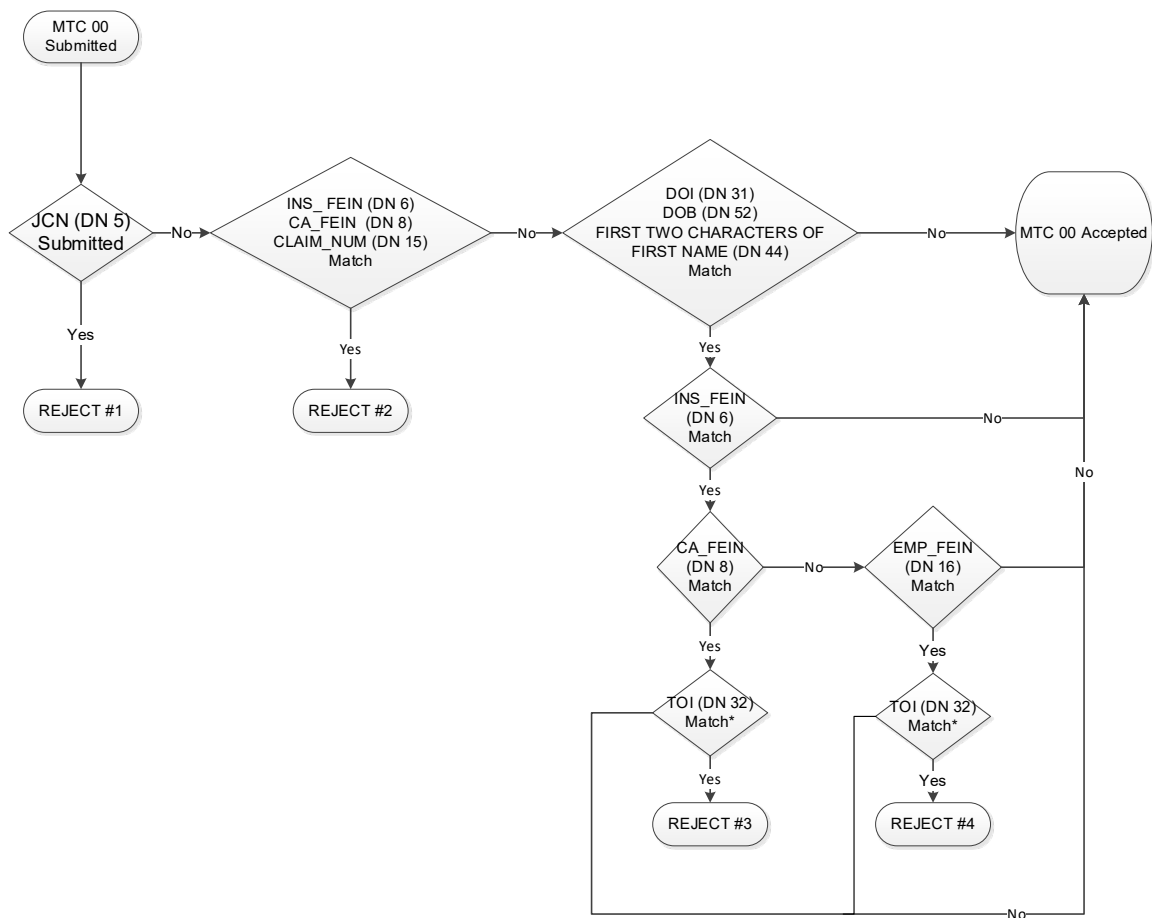 MTC 00
Submitted
JCN (DN 5)
Submitted
No
INS_ FEIN (DN 6)
CA_FEIN  (DN 8)
CLAIM_NUM (DN 15)
Match
No
DOI (DN 31)
DOB (DN 52)
FIRST TWO CHARACTERS OF
FIRST NAME (DN 44)
Match
No
MTC 00 Accepted
Yes
REJECT #1
Yes
REJECT #2
Yes
INS_FEIN
(DN 6)
Match
No
No
Yes
CA_FEIN
(DN 8)
Match
No
EMP_FEIN
(DN 16)
Match
Yes
Yes
TOI (DN 32)
Match*
TOI (DN 32)
Match*
Yes
Yes
REJECT #3
REJECT #4
No